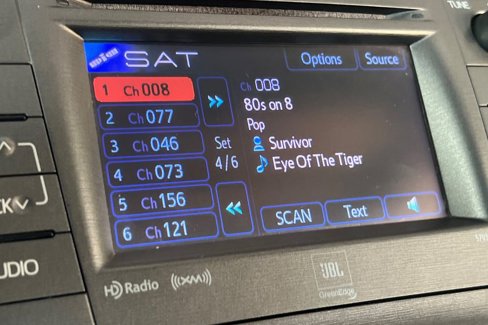 TUNE
SAT
Options
Source
1 Ch 008
2 Ch 077
3 Ch 046
4 Ch 073
5 Ch 156
6 Ch 121
Set
4/6
Ch 008
80s on 8
Pop
Survivor
Eye Of The Tiger
SCAN
Text
UDIO
HD Radio
((XM))
JBL
GreenEdge